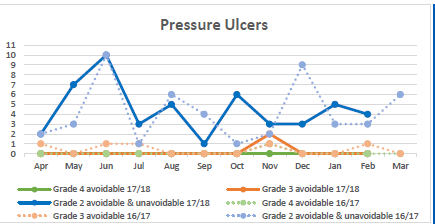 Pressure Ulcers
11
10
9
8
7
6
5
4
3
2
1
0
Apr May Jun Jul Aug Sep Oct Nov Dec Jan Feb Mar
Grade 4 avoidable 17/18 Grade 3 avoidable 17/18
Grade 2 avoidable & unavoidable 17/18 Grade 4 avoidable 16/17
Grade 3 avoidable 16/17 Grade 2 avoidable & unavoidable 16/17